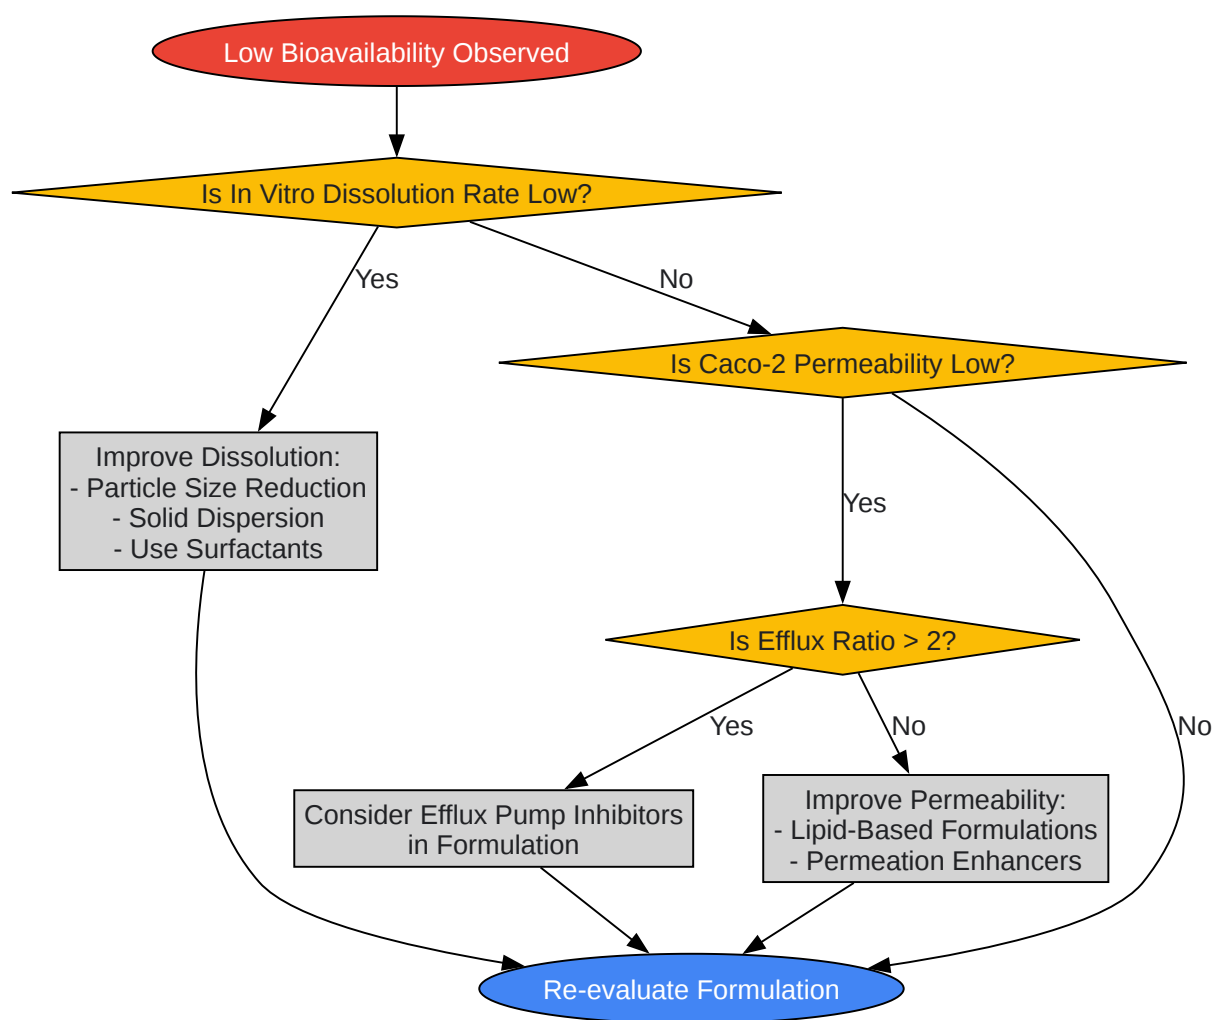 Low Bioavailability Observed
Is In Vitro Dissolution Rate Low?
Yes
No
Is Caco-2 Permeability Low?
Improve Dissolution:
- Particle Size Reduction
- Solid Dispersion
- Use Surfactants
Yes
Is Efflux Ratio > 2?
Yes
No
No
Consider Efflux Pump Inhibitors
in Formulation
Improve Permeability:
- Lipid-Based Formulations
- Permeation Enhancers
Re-evaluate Formulation